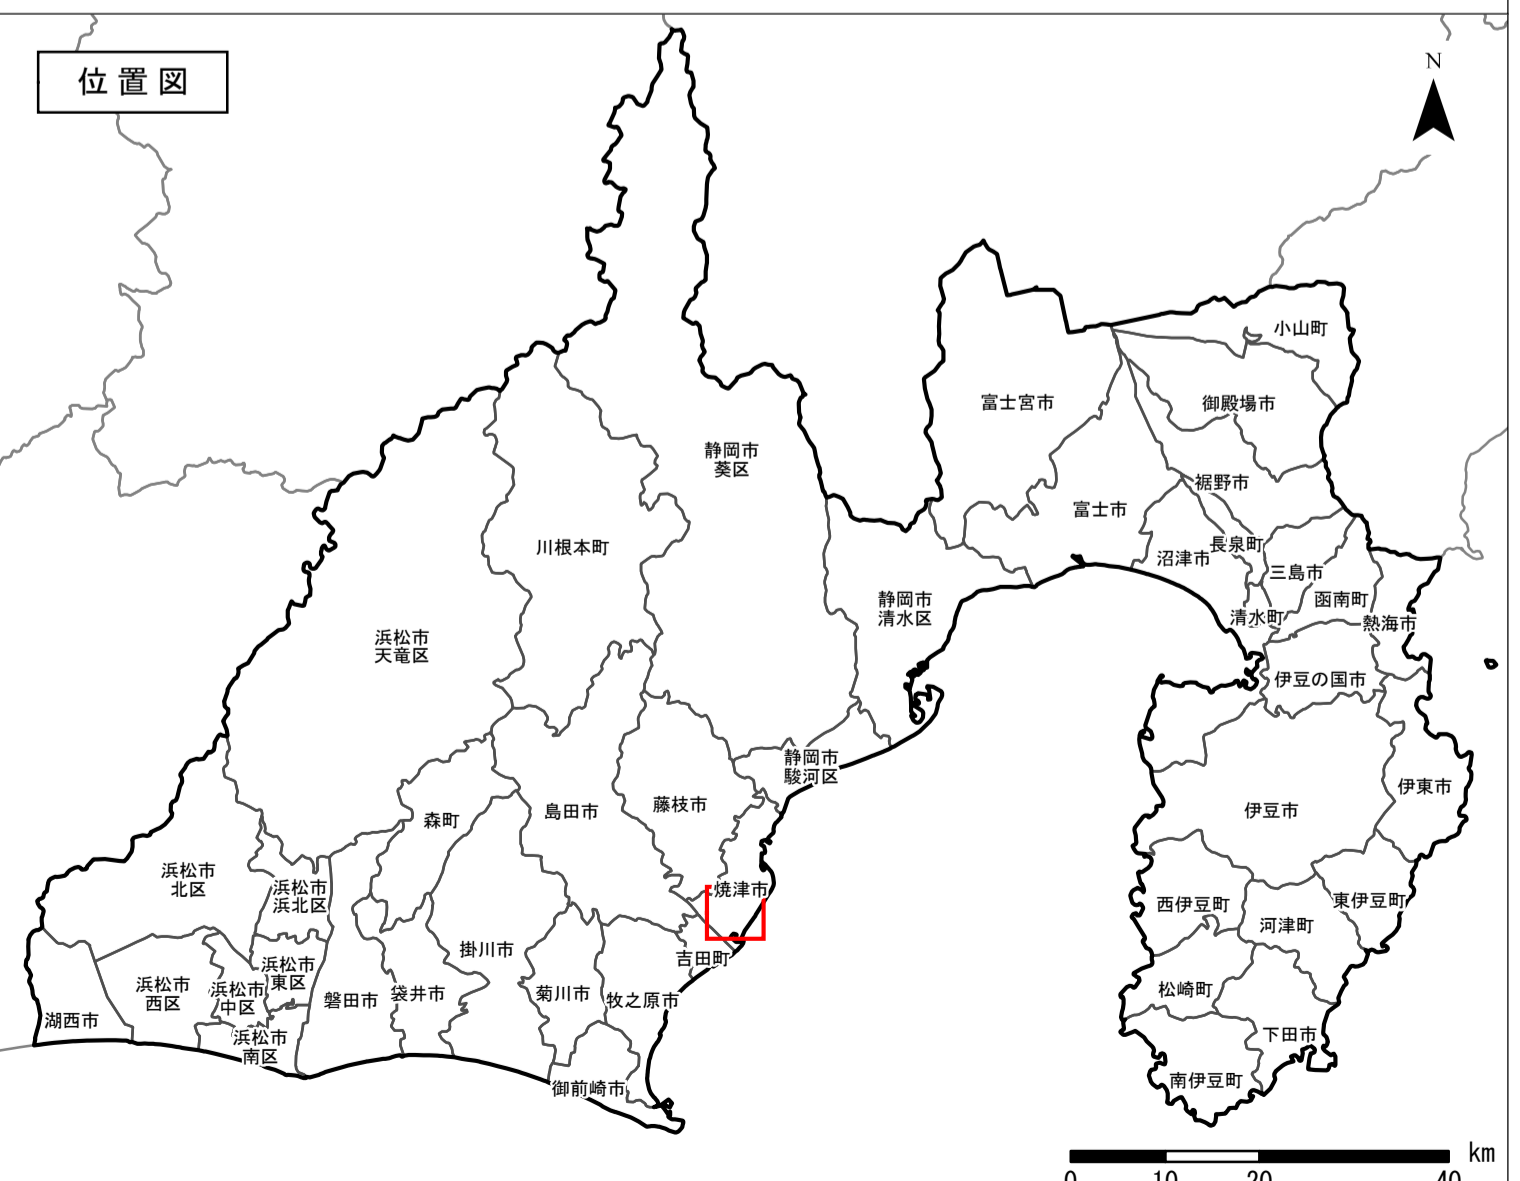 位置図
N
小山町
富士宮市
御殿場市
静岡市
葵区
裾野市
富士市
川根本町
長泉町
沼津市
三島市
函南町
静岡市
清水区
清水町
熱海市
浜松市
天竜区
伊豆の国市
静岡市
駿河区
伊東市
藤枝市
島田市
伊豆市
森町
浜松市
北区
浜松市
浜北区
焼津市
西伊豆町
東伊豆町
河津町
掛川市
吉田町
浜松市
東区
浜松市
西区
浜松市
中区
磐田市
袋井市
菊川市
牧之原市
松崎町
湖西市
浜松市
南区
下田市
南伊豆町
御前崎市
km
0 10 20 40